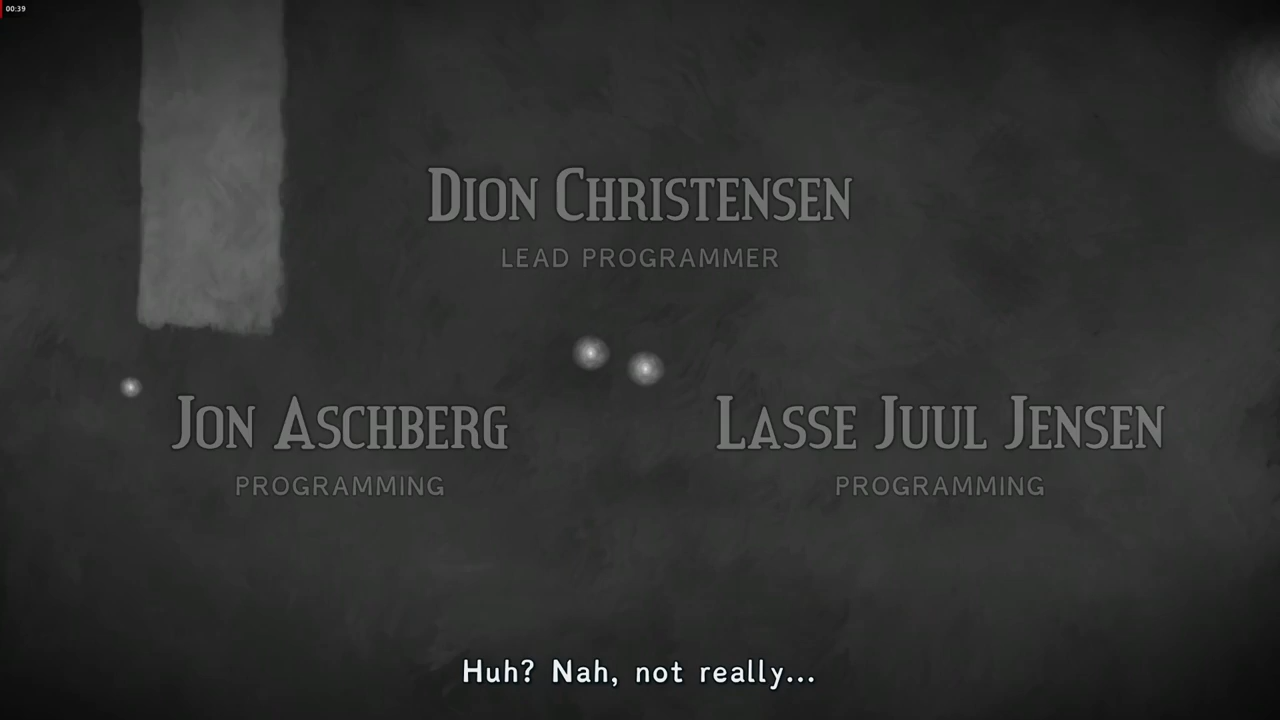 00:39
Dion Christensen
LEAD PROGRAMMER
Jon Aschberg
Lasse Juul Jensen
PROGRAMMING
PROGRAMMING
Huh? Nah, not really...